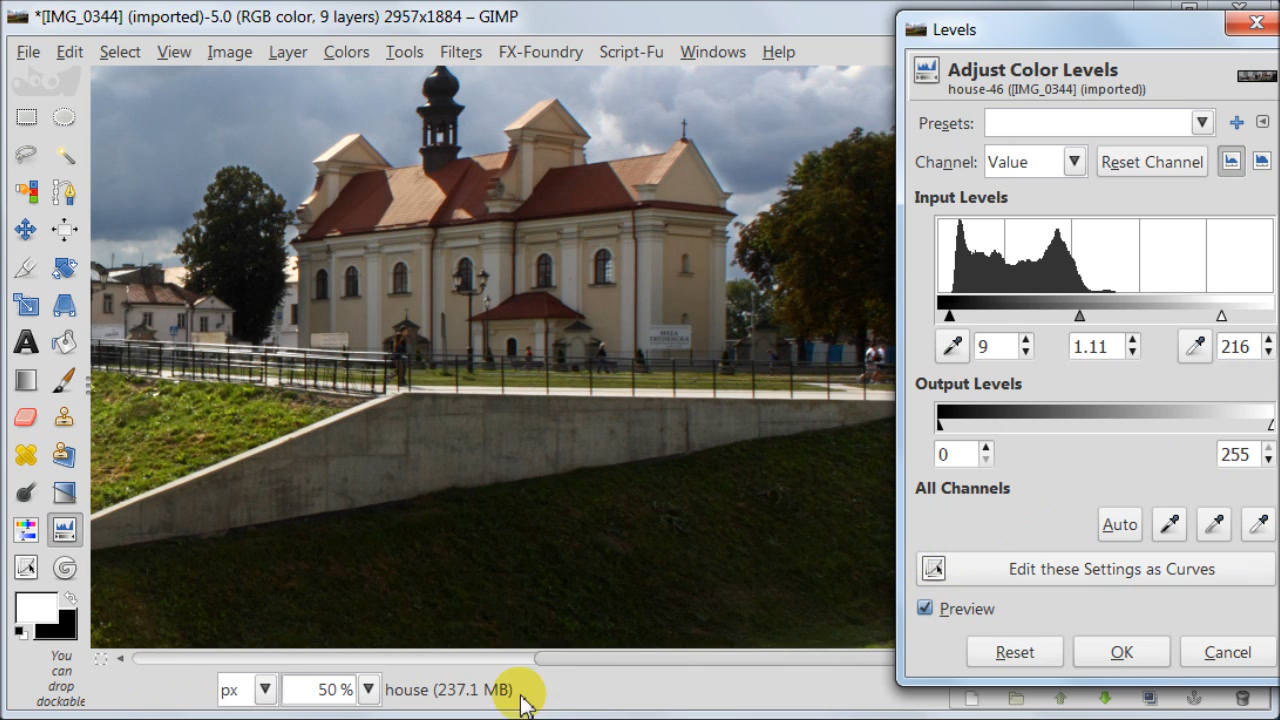 *[IMG_0344] (imported)-5.0 (RGB color, 9 layers) 2957x1884 – GIMP
File Edit Select View Image Layer Colors Tools Filters FX-Foundry Script-Fu Windows Help
You
can
drop
dockable
px 50 % house (237.1 MB)
Levels
Adjust Color Levels
house-46 ([IMG_0344] (imported))
Presets:
Channel: Value Reset Channel
Input Levels
9 1.11 216
Output Levels
0 255
All Channels
Auto
Edit these Settings as Curves
Preview
Reset OK Cancel